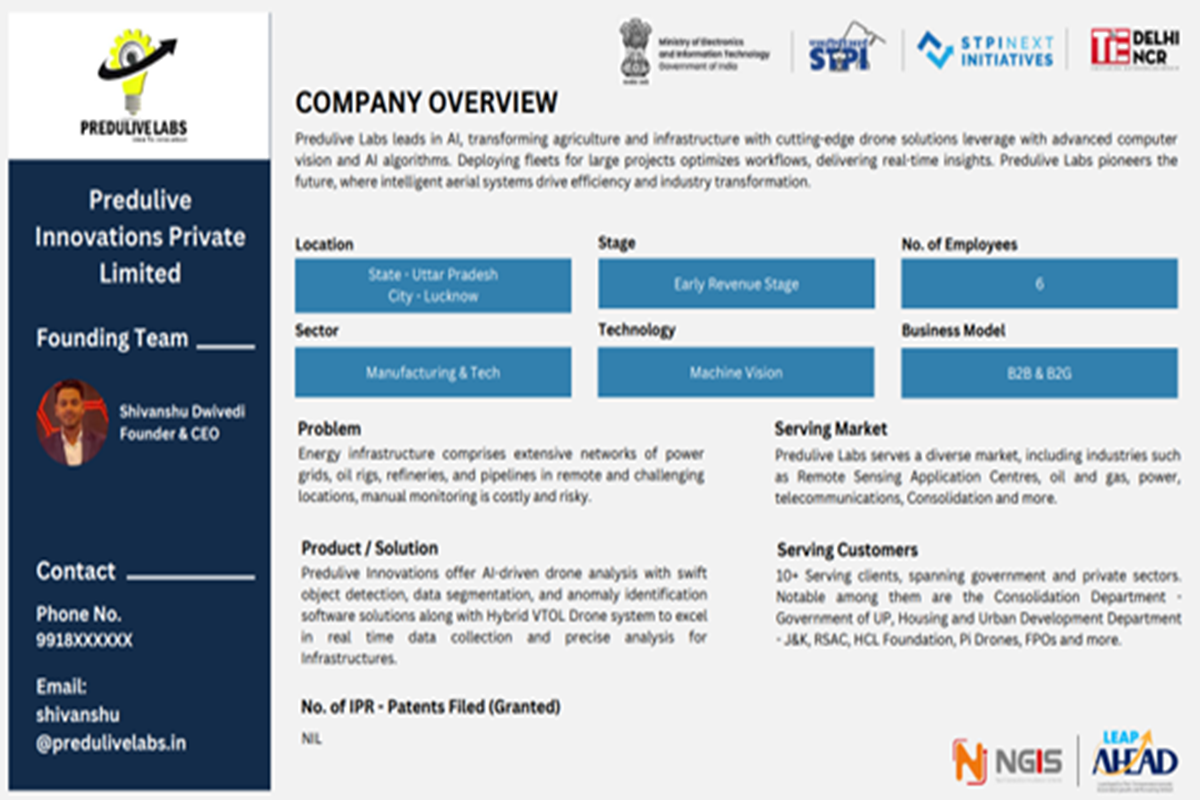 PREDULIVE LABS
Predulive
Innovations Private
Limited
Founding Team
Shivanshu Dwivedi
Founder & CEO
Contact
Phone No.
9918XXXXXX
Email:
shivanshu
@predulivelabs.in
Ministry of Electronics
and Information Technology
Government of India
STPI
STPINEXT
INITIATIVES
TiE DELHI
NCR
COMPANY OVERVIEW
Predulive Labs leads in AI, transforming agriculture and infrastructure with cutting-edge drone solutions leverage with advanced computer
vision and AI algorithms. Deploying fleets for large projects optimizes workflows, delivering real-time insights. Predulive Labs pioneers the
future, where intelligent aerial systems drive efficiency and industry transformation.
Location
State - Uttar Pradesh
City - Lucknow
Stage
Early Revenue Stage
No. of Employees
6
Sector
Manufacturing & Tech
Technology
Machine Vision
Business Model
B2B & B2G
Problem
Energy infrastructure comprises extensive networks of power
grids, oil rigs, refineries, and pipelines in remote and challenging
locations, manual monitoring is costly and risky.
Serving Market
Predulive Labs serves a diverse market, including industries such
as Remote Sensing Application Centres, oil and gas, power,
telecommunications, Consolidation and more.
Product / Solution
Predulive Innovations offer AI-driven drone analysis with swift
object detection, data segmentation, and anomaly identification
software solutions along with Hybrid VTOL Drone system to excel
in real time data collection and precise analysis for
Infrastructures.
Serving Customers
10+ Serving clients, spanning government and private sectors.
Notable among them are the Consolidation Department -
Government of UP, Housing and Urban Development Department
- J&K, RSAC, HCL Foundation, Pi Drones, FPOs and more.
No. of IPR - Patents Filed (Granted)
NIL
NGIS
LEAP
AHEAD